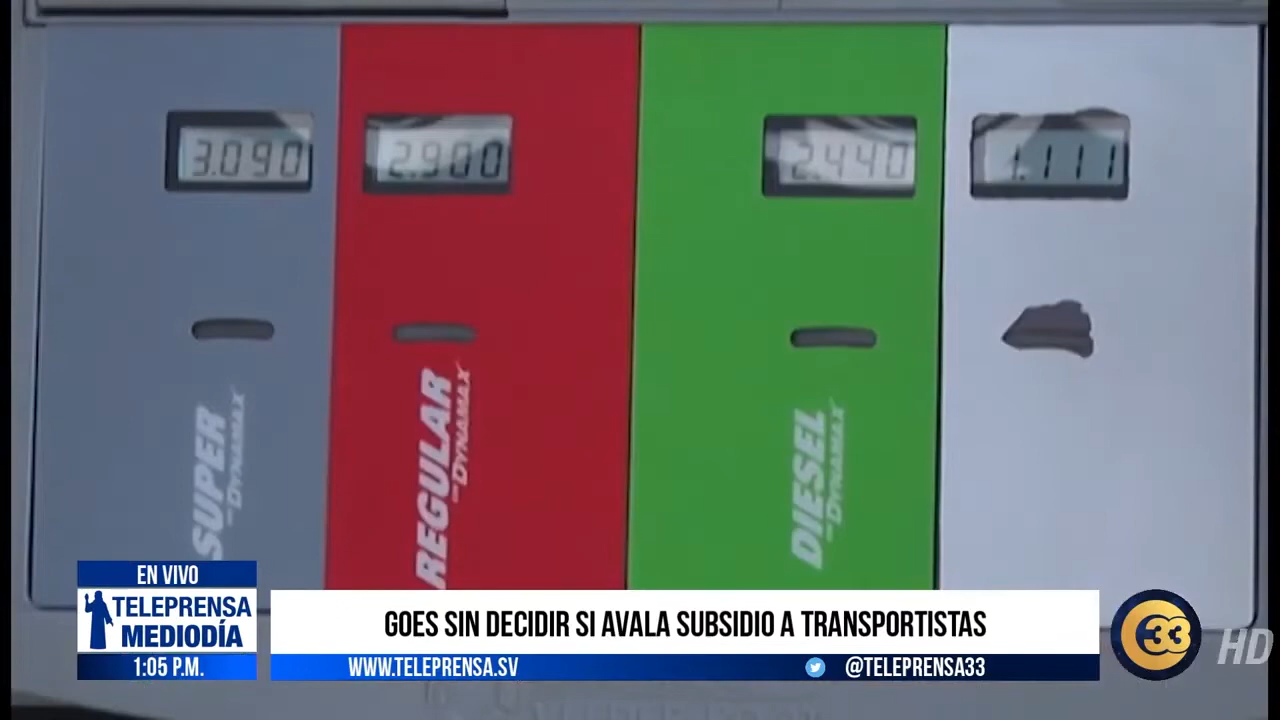 3.090
2.900
2.440
1.111
SUPER
DYNAMAX
REGULAR
DYNAMAX
DIESEL
DYNAMAX
EN VIVO
TELEPRENSA
MEDIODÍA
1:05 P.M.
GOES SIN DECIDIR SI AVALA SUBSIDIO A TRANSPORTISTAS
WWW.TELEPRENSA.SV
@TELEPRENSA33
33
HD